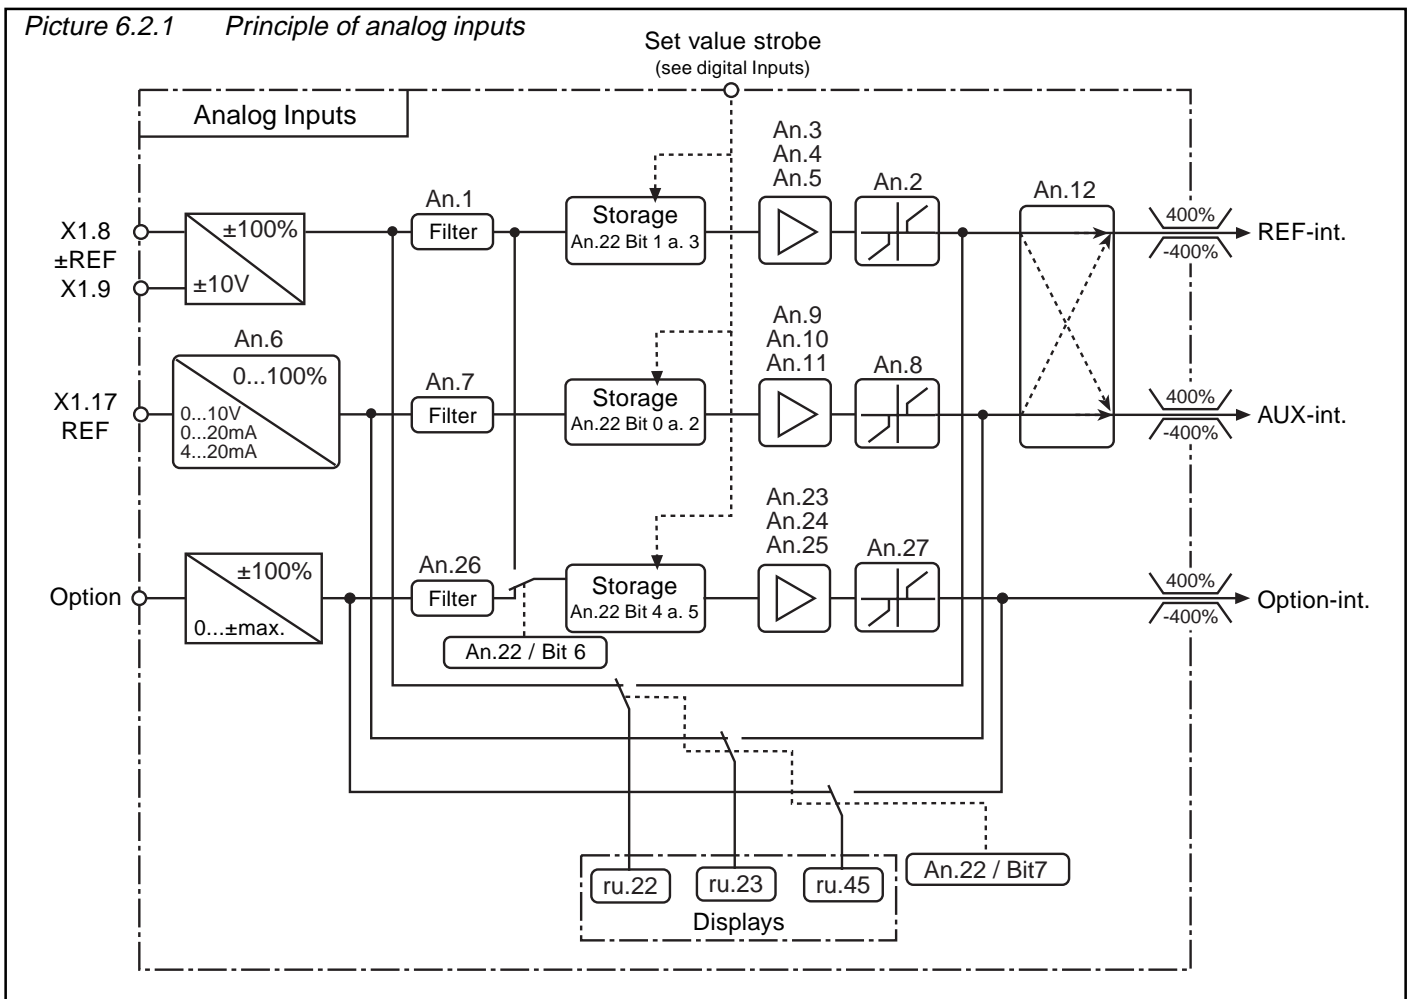 Picture 6.2.1 Principle of analog inputs
Set value strobe
(see digital Inputs)
Analog Inputs
An.3
An.4
An.5
An.1
An.2
An.12
X1.8
±REF
X1.9
±100%
±10V
Filter
Storage
An.22 Bit 1 a. 3
400%
-400%
REF-int.
An.6
X1.17
REF
0...100%
0...10V
0...20mA
4...20mA
An.7
Filter
Storage
An.22 Bit 0 a. 2
An.9
An.10
An.11
An.8
400%
-400%
AUX-int.
Option
±100%
0...±max.
An.26
Filter
An.22 / Bit 6
Storage
An.22 Bit 4 a. 5
An.23
An.24
An.25
An.27
400%
-400%
Option-int.
ru.22
ru.23
ru.45
Displays
An.22 / Bit7